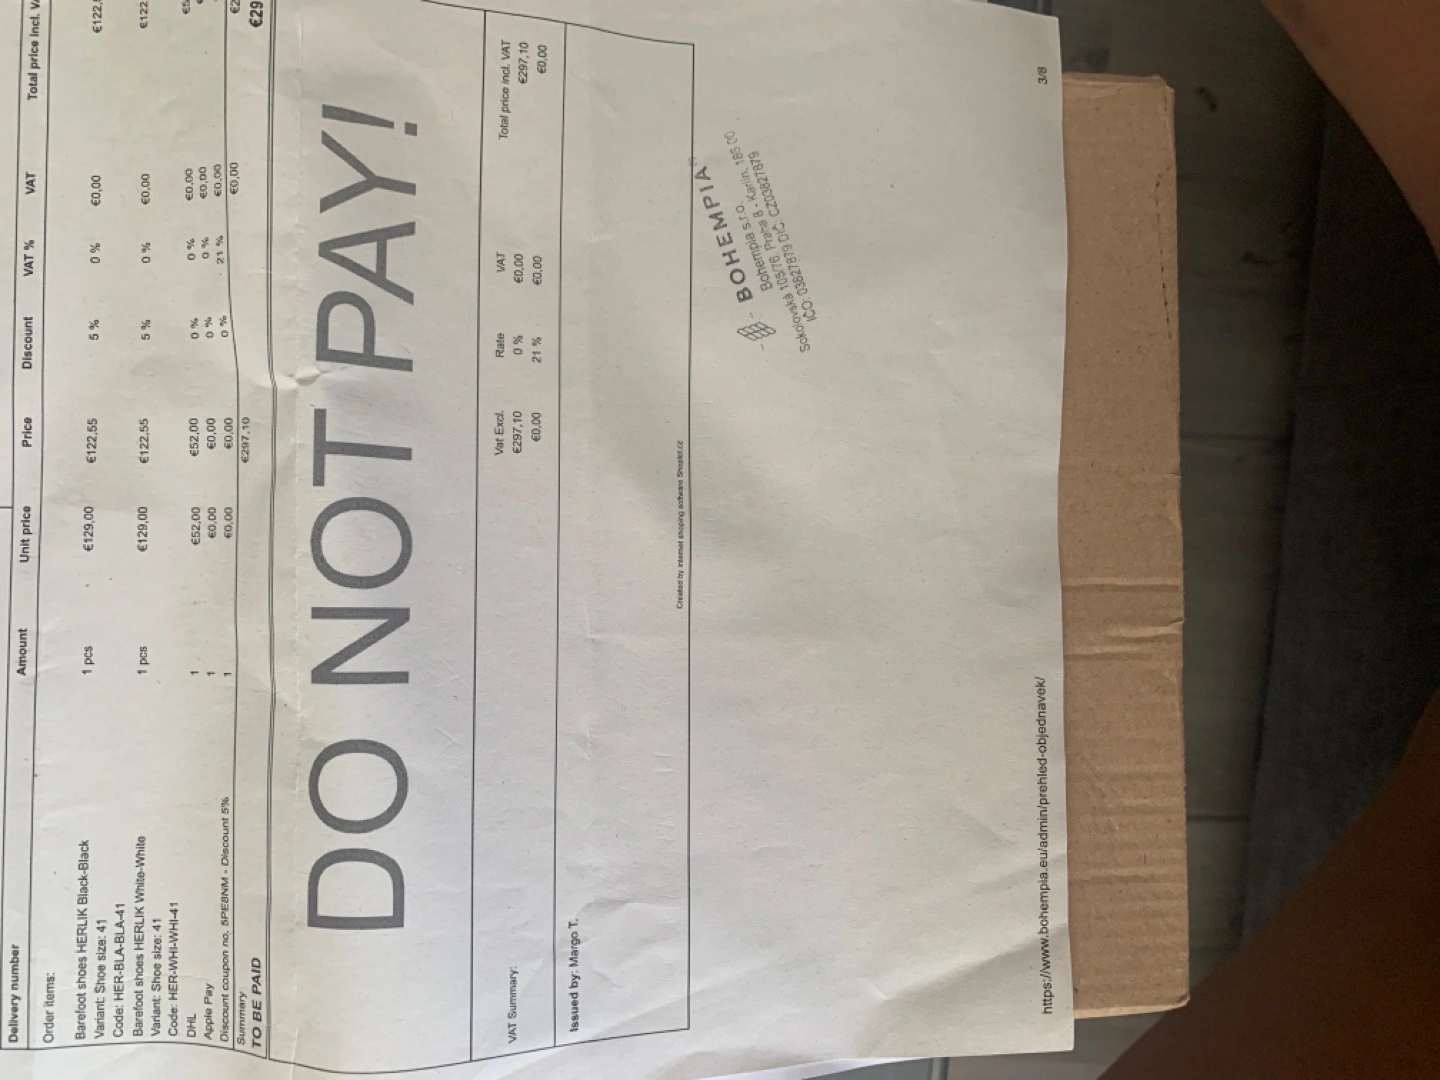 Delivery number
Order items: Amount Unit price Price Discount VAT % VAT Total price Incl.
Barefoot shoes HERLIK Black-Black 1 pcs €129,00 €122,55 5 % 0 % €0,00
Variant: Shoe size: 41
Code: HER-BLA-BLA-41
Barefoot shoes HERLIK White-White 1 pcs €129,00 €122,55 5 % 0 % €0,00
Variant: Shoe size: 41
Code: HER-WHI-WHI-41
DHL 1 €52,00 €52,00 0 % 0 % €0,00
Apple Pay 1 €0,00 €0,00 0 % 0 % €0,00
Discount coupon no. 5PE8NM - Discount 5% 1 €0,00 €0,00 0 % 21 % €0,00
Summary €297,10 €0,00
TO BE PAID
DO NOT PAY!
VAT Summary: Vat Excl. Rate VAT Total price incl. VAT
€297,10 0 % €0,00 €297,10
€0,00 21 % €0,00 €0,00
Issued by: Margo T.
Created by internet shoping software Shoptet.cz
BOHEMPIA®
Bohempia s.r.o.
Sokolovská 105/76, Praha 8 - Karlín, 186 00
IČO: 03827879 DIČ: CZ03827879
https://www.bohempia.eu/admin/prehled-objednavek/ 3/8